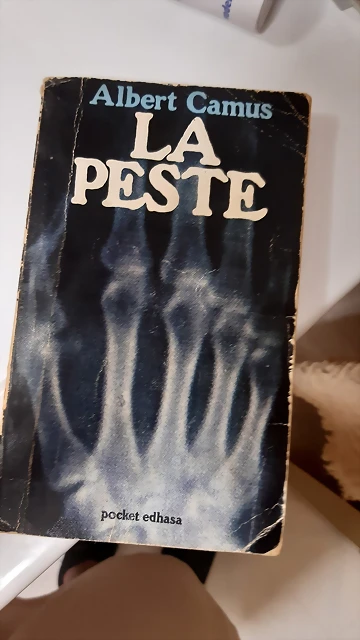 Albert Camus
LA
PESTE
pocket edhasa